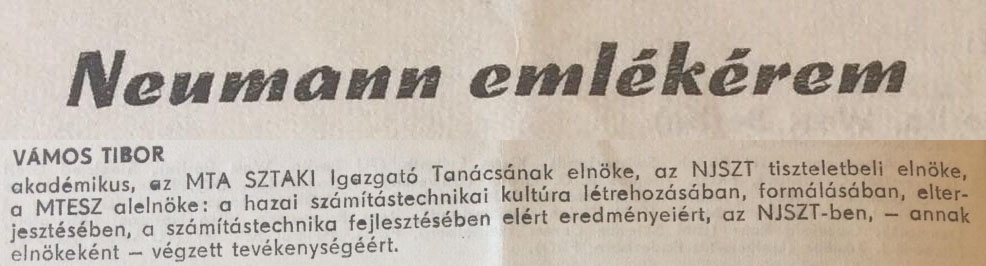 Neumann emlékérem
VÁMOS TIBOR
akadémikus, az MTA SZTAKI Igazgató Tanácsának elnöke, az NJSZT tiszteletbeli elnöke,
a MTESZ alelnöke: a hazai számítástechnikai kultúra létrehozásában, formálásában, elter-
jesztésében, a számítástechnika fejlesztésében elért eredményeiért, az NJSZT-ben, – annak
elnökeként – végzett tevékenységéért.